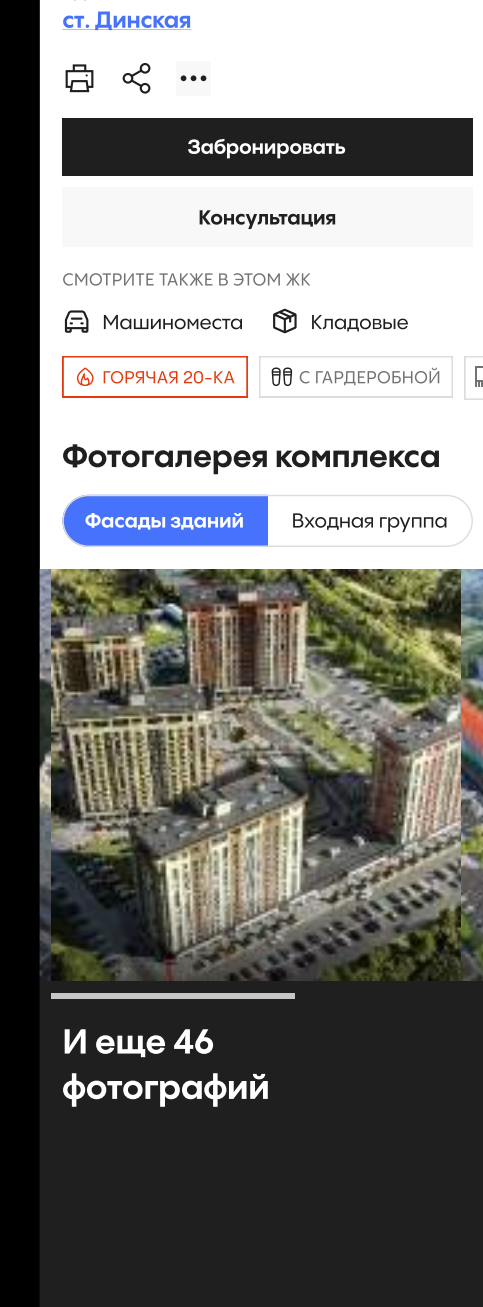 ст. Динская
Забронировать
Консультация
СМОТРИТЕ ТАКЖЕ В ЭТОМ ЖК
Машиноместа
Кладовые
ГОРЯЧАЯ 20-КА
С ГАРДЕРОБНОЙ
Фотогалерея комплекса
Фасады зданий
Входная группа
И еще 46
фотографий